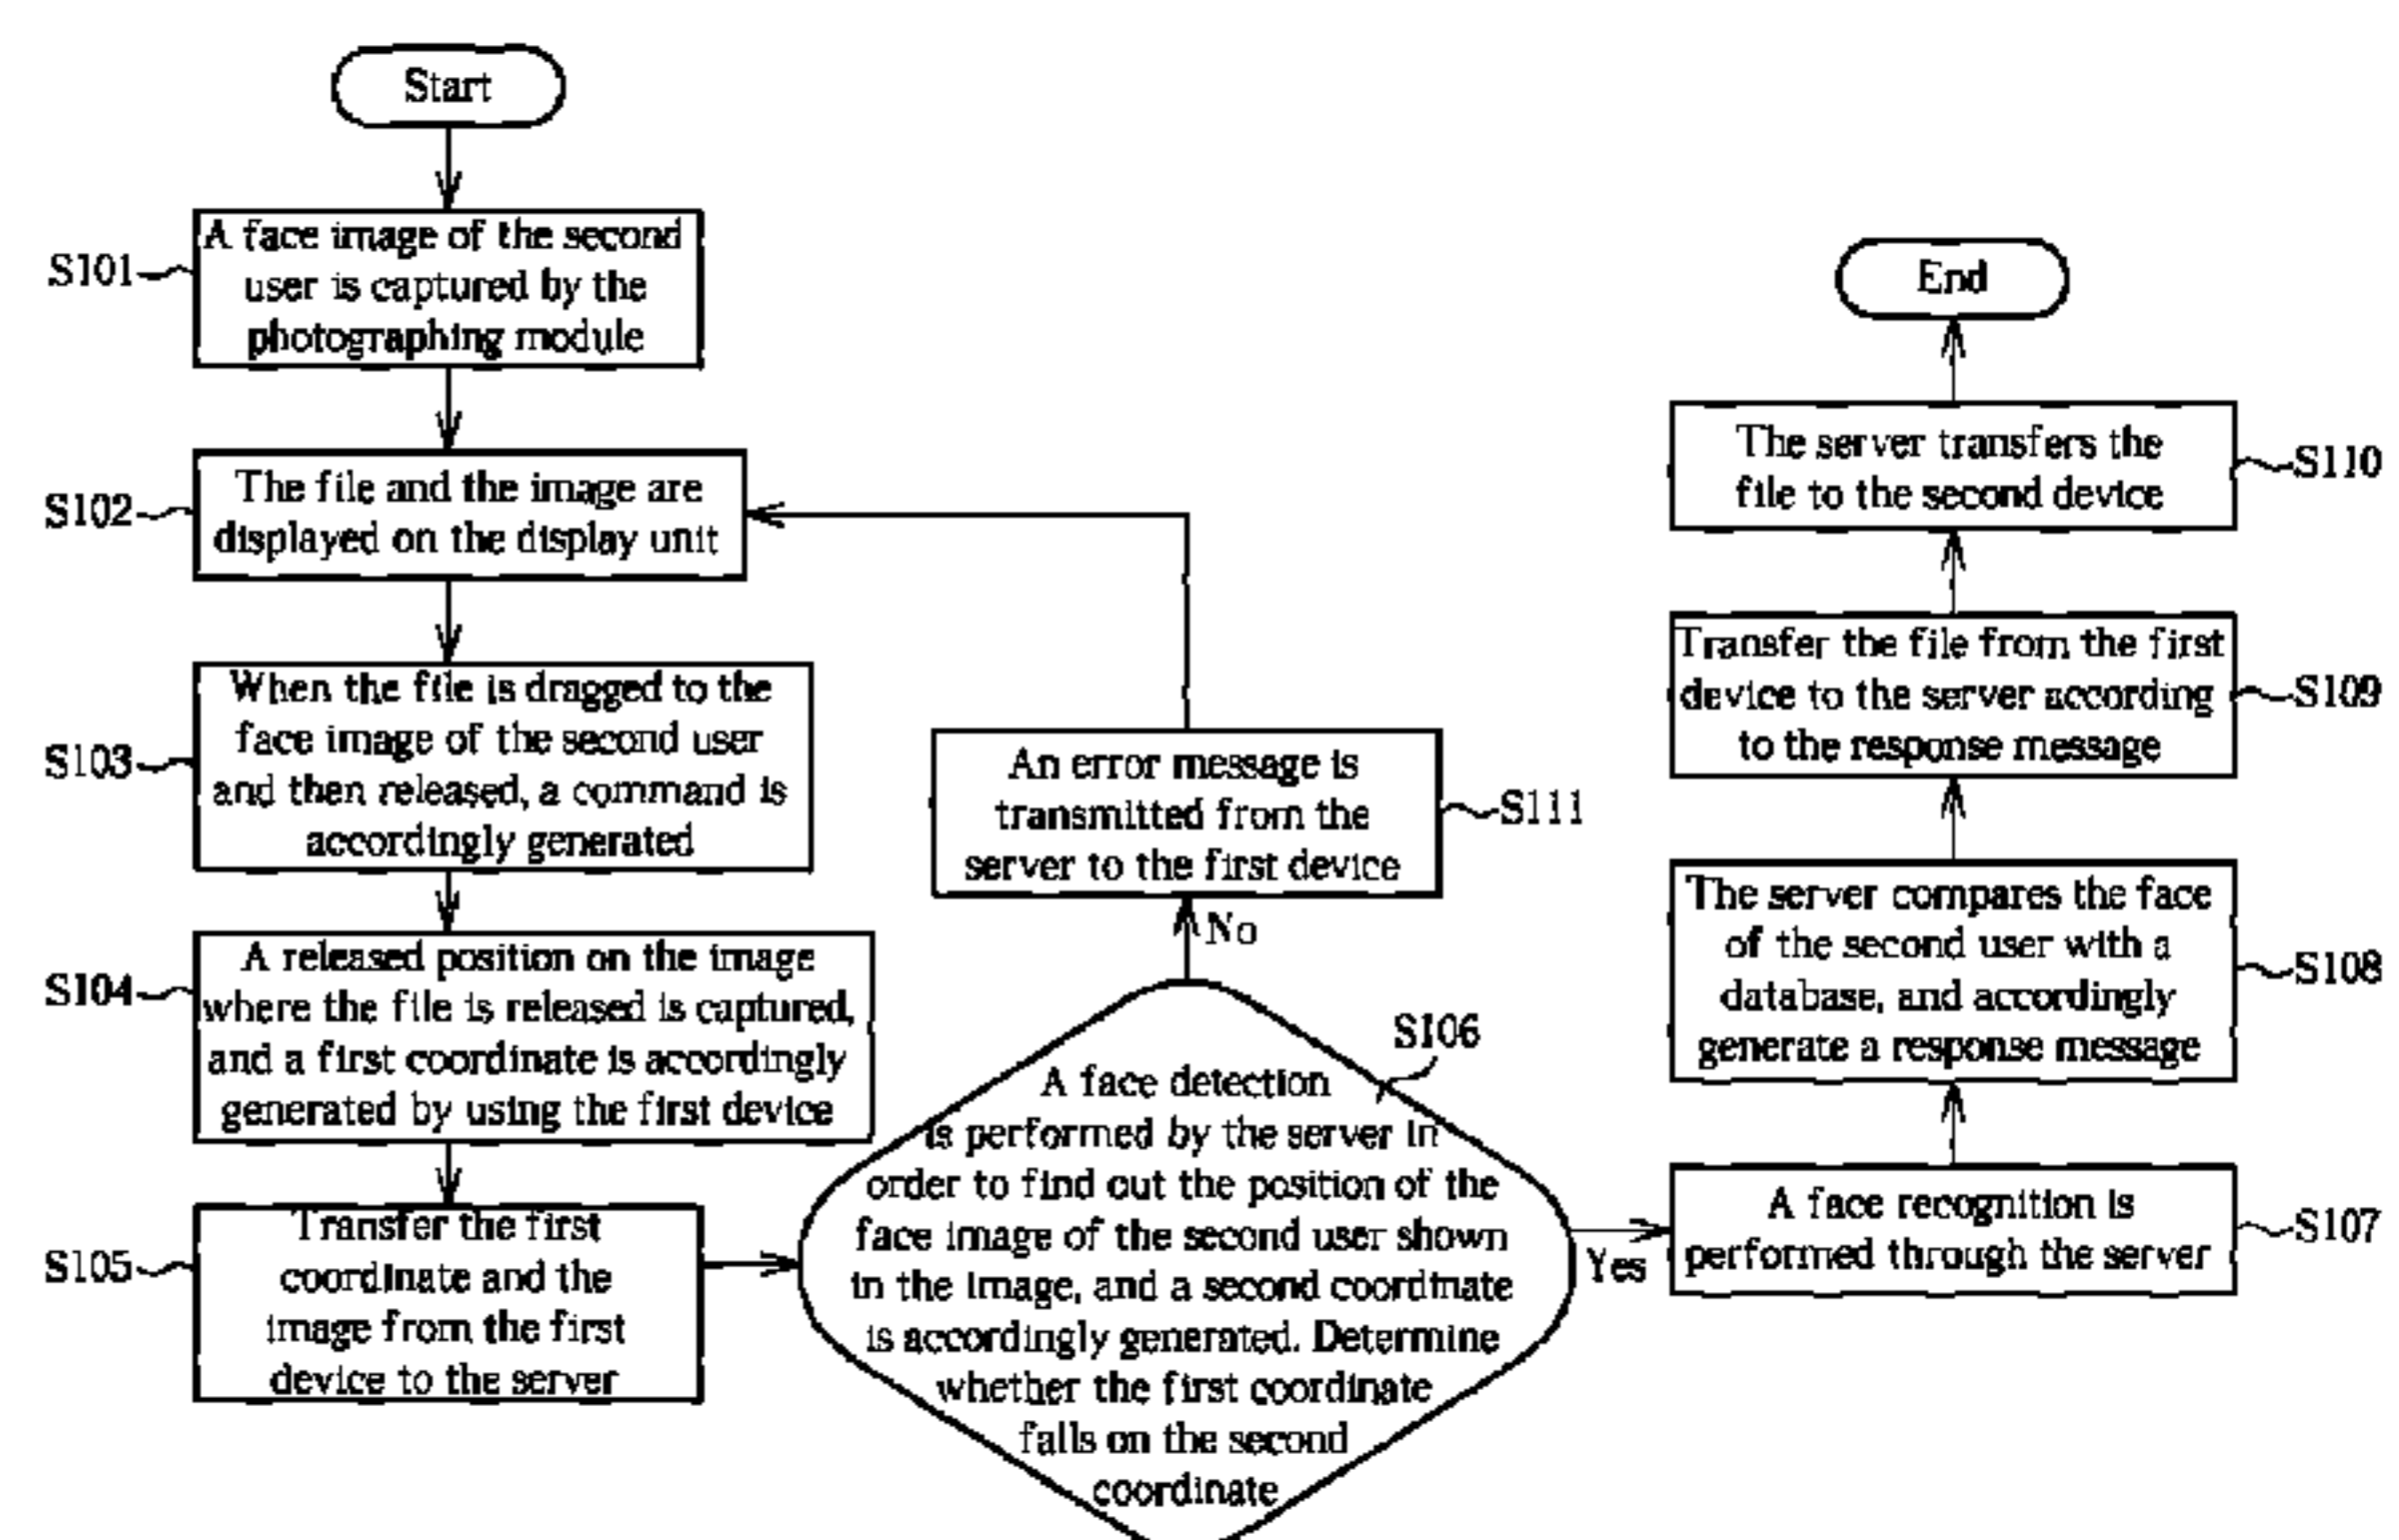 Start
S101
A face image of the second
user is captured by the
photographing module
S102
The file and the image are
displayed on the display unit
S103
When the file is dragged to the
face image of the second user
and then released, a command is
accordingly generated
S104
A released position on the image
where the file is released is captured,
and a first coordinate is accordingly
generated by using the first device
S105
Transfer the first
coordinate and the
image from the first
device to the server
S106
A face detection
is performed by the server in
order to find out the position of the
face image of the second user shown
in the image, and a second coordinate
is accordingly generated. Determine
whether the first coordinate
falls on the second
coordinate
No
An error message is
transmitted from the
server to the first device
S111
Yes
A face recognition is
performed through the server
S107
The server compares the face
of the second user with a
database, and accordingly
generate a response message
S108
Transfer the file from the first
device to the server according
to the response message
S109
The server transfers the
file to the second device
S110
End